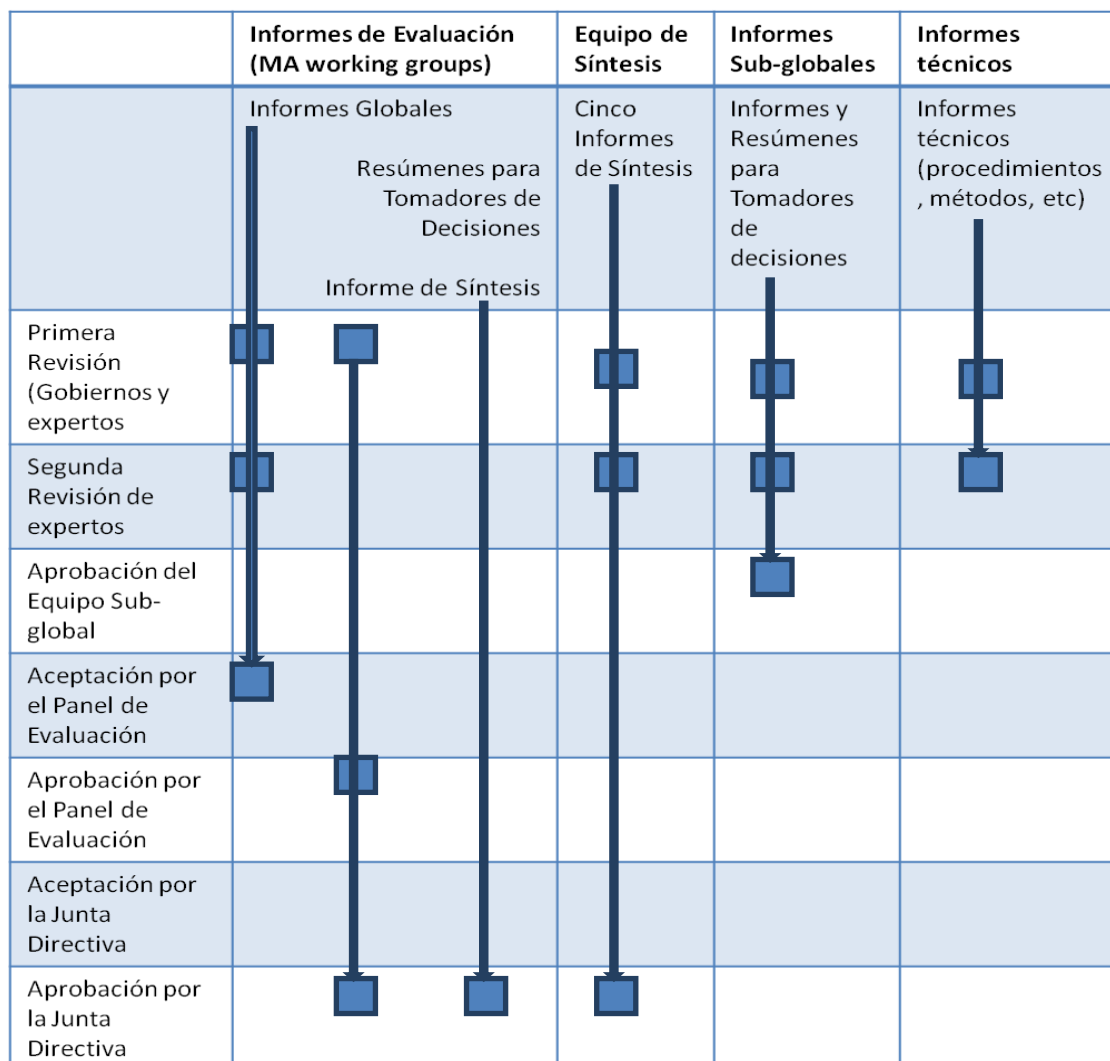 Informes de Evaluación
(MA working groups)
Equipo de
Síntesis
Informes
Sub-globales
Informes
técnicos
Informes Globales
Resúmenes para
Tomadores de
Decisiones
Informe de Síntesis
Cinco
Informes
de Síntesis
Informes y
Resúmenes
para
Tomadores
de
decisiones
Informes
técnicos
(procedimientos
, métodos, etc)
Primera
Revisión
(Gobiernos y
expertos
Segunda
Revisión de
expertos
Aprobación del
Equipo Sub-
global
Aceptación por
el Panel de
Evaluación
Aprobación por
el Panel de
Evaluación
Aceptación por
la Junta
Directiva
Aprobación por
la Junta
Directiva